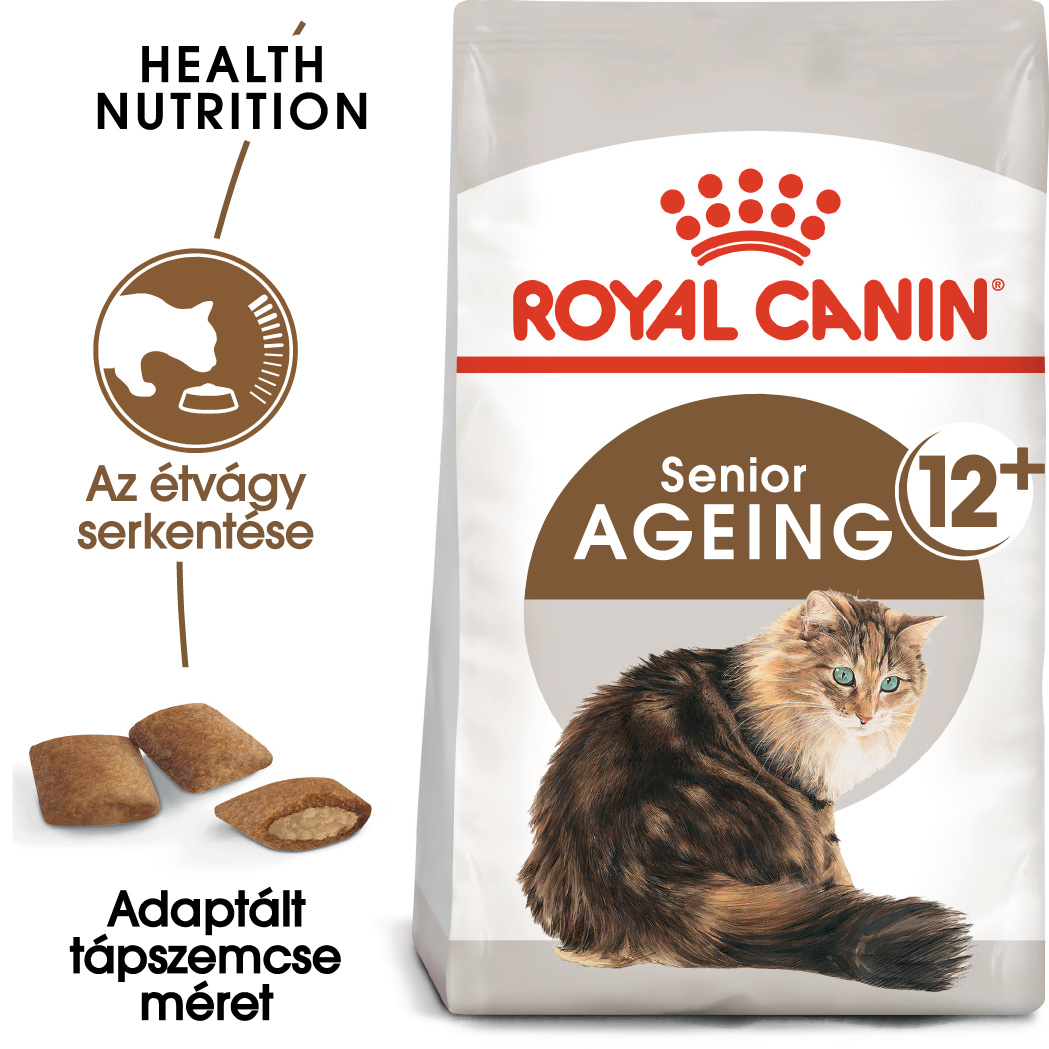 HEALTH
NUTRITION
Az étvágy
serkentése
Adaptált
tápszemcse
méret
ROYAL CANIN®
Senior
AGEING
12+